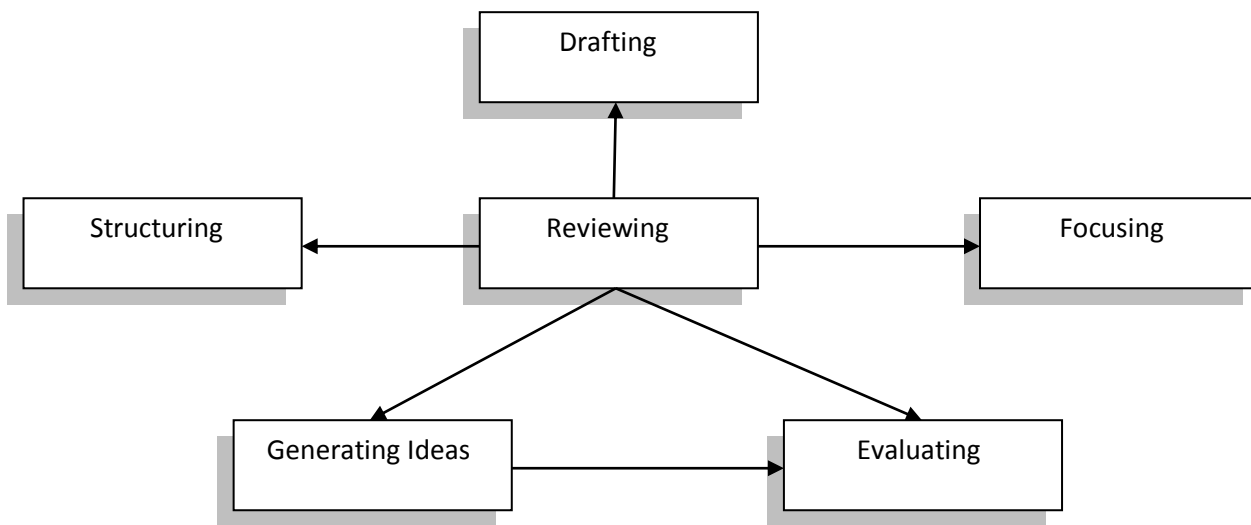 Drafting
Structuring
Reviewing
Focusing
Generating Ideas
Evaluating